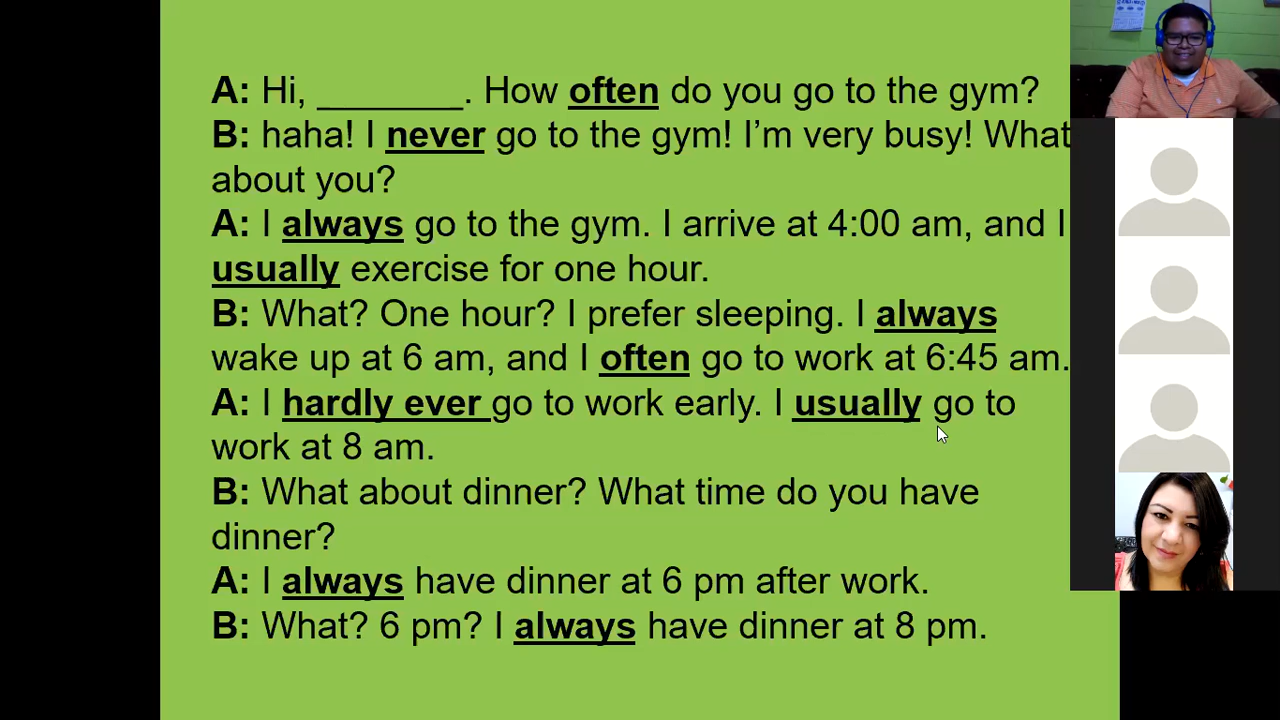 A: Hi, _______. How often do you go to the gym?
B: haha! I never go to the gym! I’m very busy! What
about you?
A: I always go to the gym. I arrive at 4:00 am, and I
usually exercise for one hour.
B: What? One hour? I prefer sleeping. I always
wake up at 6 am, and I often go to work at 6:45 am.
A: I hardly ever go to work early. I usually go to
work at 8 am.
B: What about dinner? What time do you have
dinner?
A: I always have dinner at 6 pm after work.
B: What? 6 pm? I always have dinner at 8 pm.